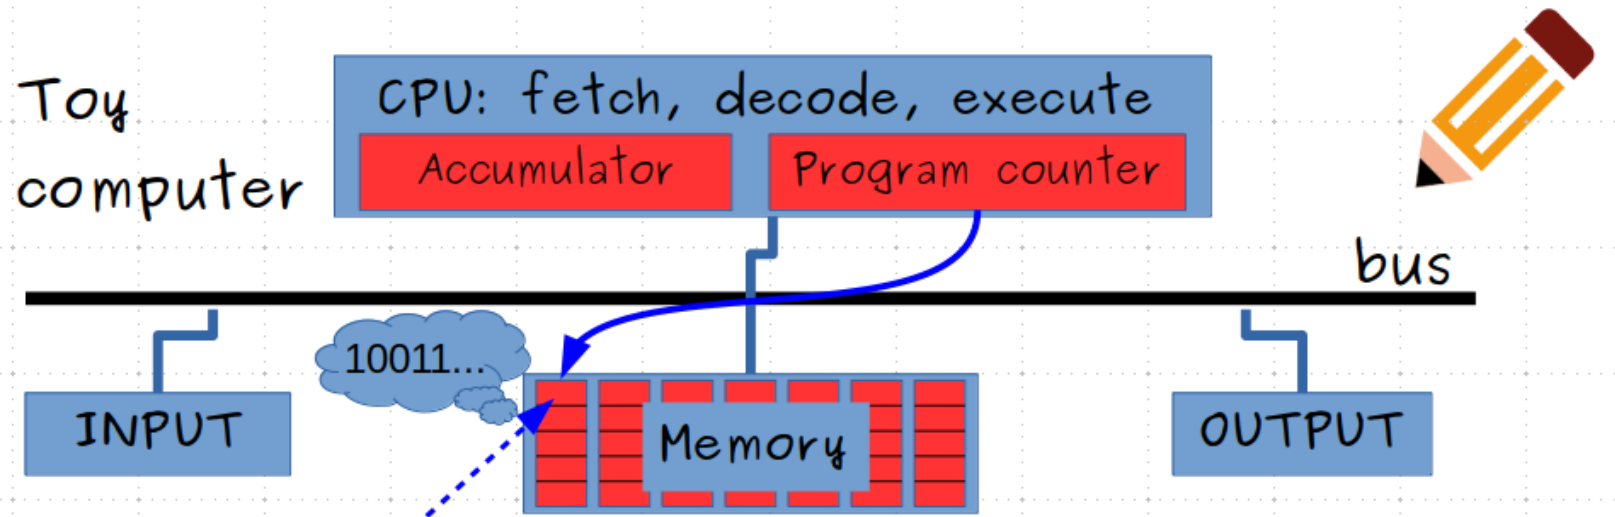 Toy
computer
CPU: fetch, decode, execute
Accumulator
Program counter
bus
10011...
INPUT
Memory
OUTPUT